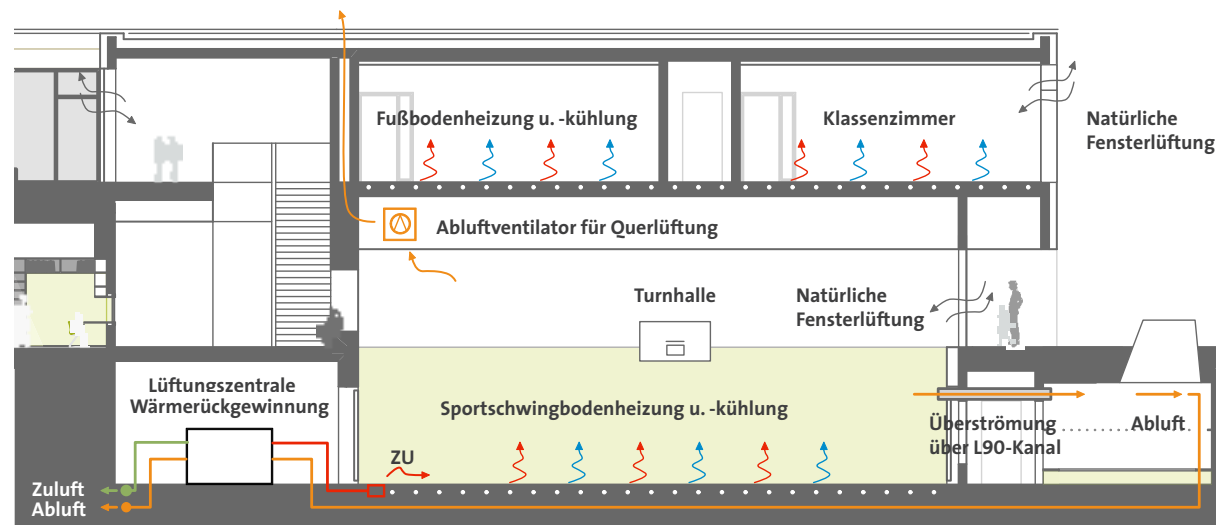 Fußbodenheizung u. -kühlung
Klassenzimmer
Natürliche
Fensterlüftung
Abluftventilator für Querlüftung
Turnhalle
Natürliche
Fensterlüftung
Lüftungszentrale
Wärmerückgewinnung
Sportschwingbodenheizung u. -kühlung
Überströmung
über L90-Kanal
Abluft
ZU
Zuluft
Abluft